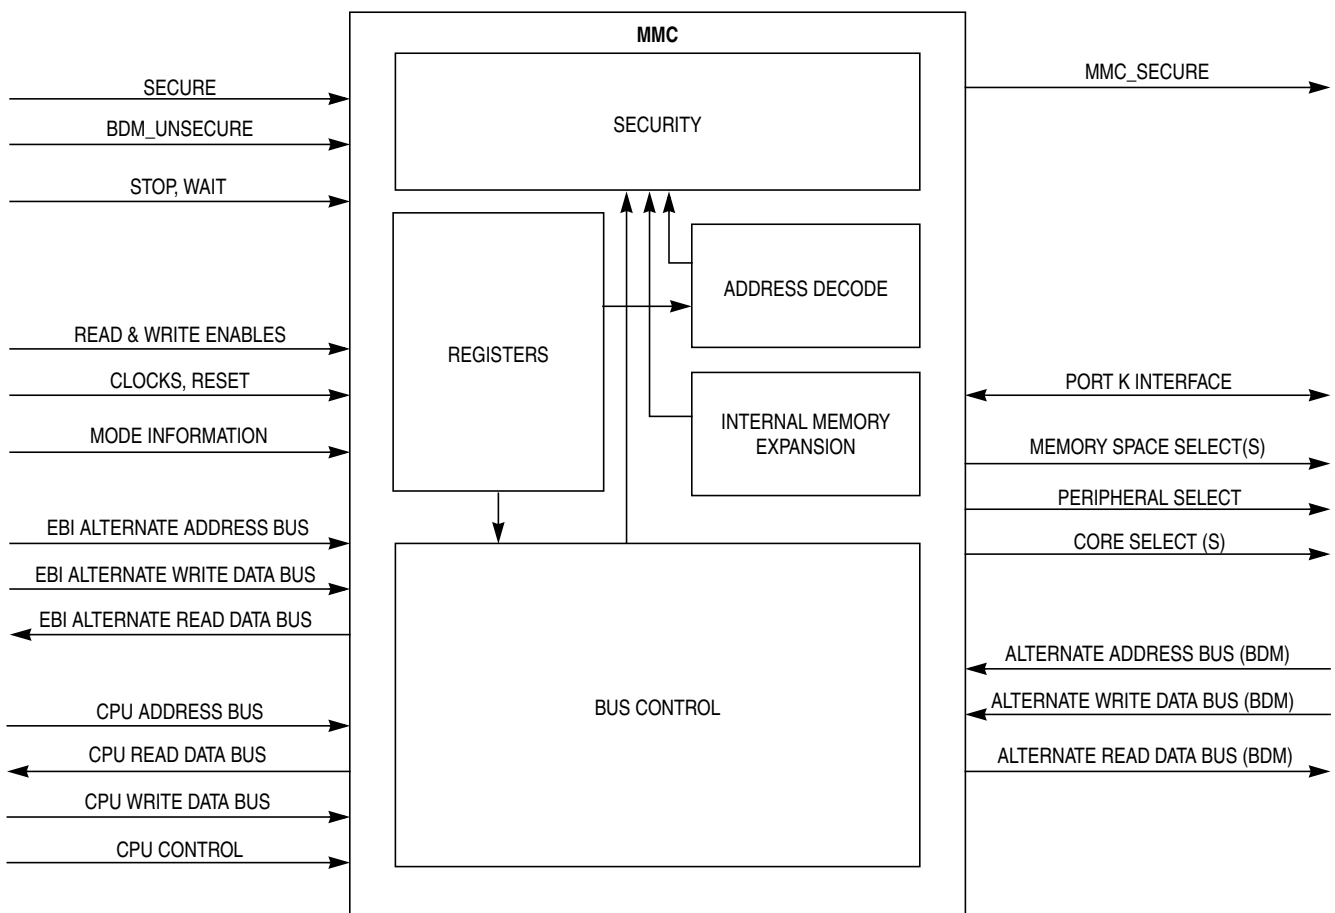 MMC
SECURE
BDM_UNSECURE
STOP, WAIT
READ & WRITE ENABLES
CLOCKS, RESET
MODE INFORMATION
EBI ALTERNATE ADDRESS BUS
EBI ALTERNATE WRITE DATA BUS
EBI ALTERNATE READ DATA BUS
CPU ADDRESS BUS
CPU READ DATA BUS
CPU WRITE DATA BUS
CPU CONTROL
SECURITY
REGISTERS
ADDRESS DECODE
INTERNAL MEMORY
EXPANSION
BUS CONTROL
MMC_SECURE
PORT K INTERFACE
MEMORY SPACE SELECT(S)
PERIPHERAL SELECT
CORE SELECT (S)
ALTERNATE ADDRESS BUS (BDM)
ALTERNATE WRITE DATA BUS (BDM)
ALTERNATE READ DATA BUS (BDM)